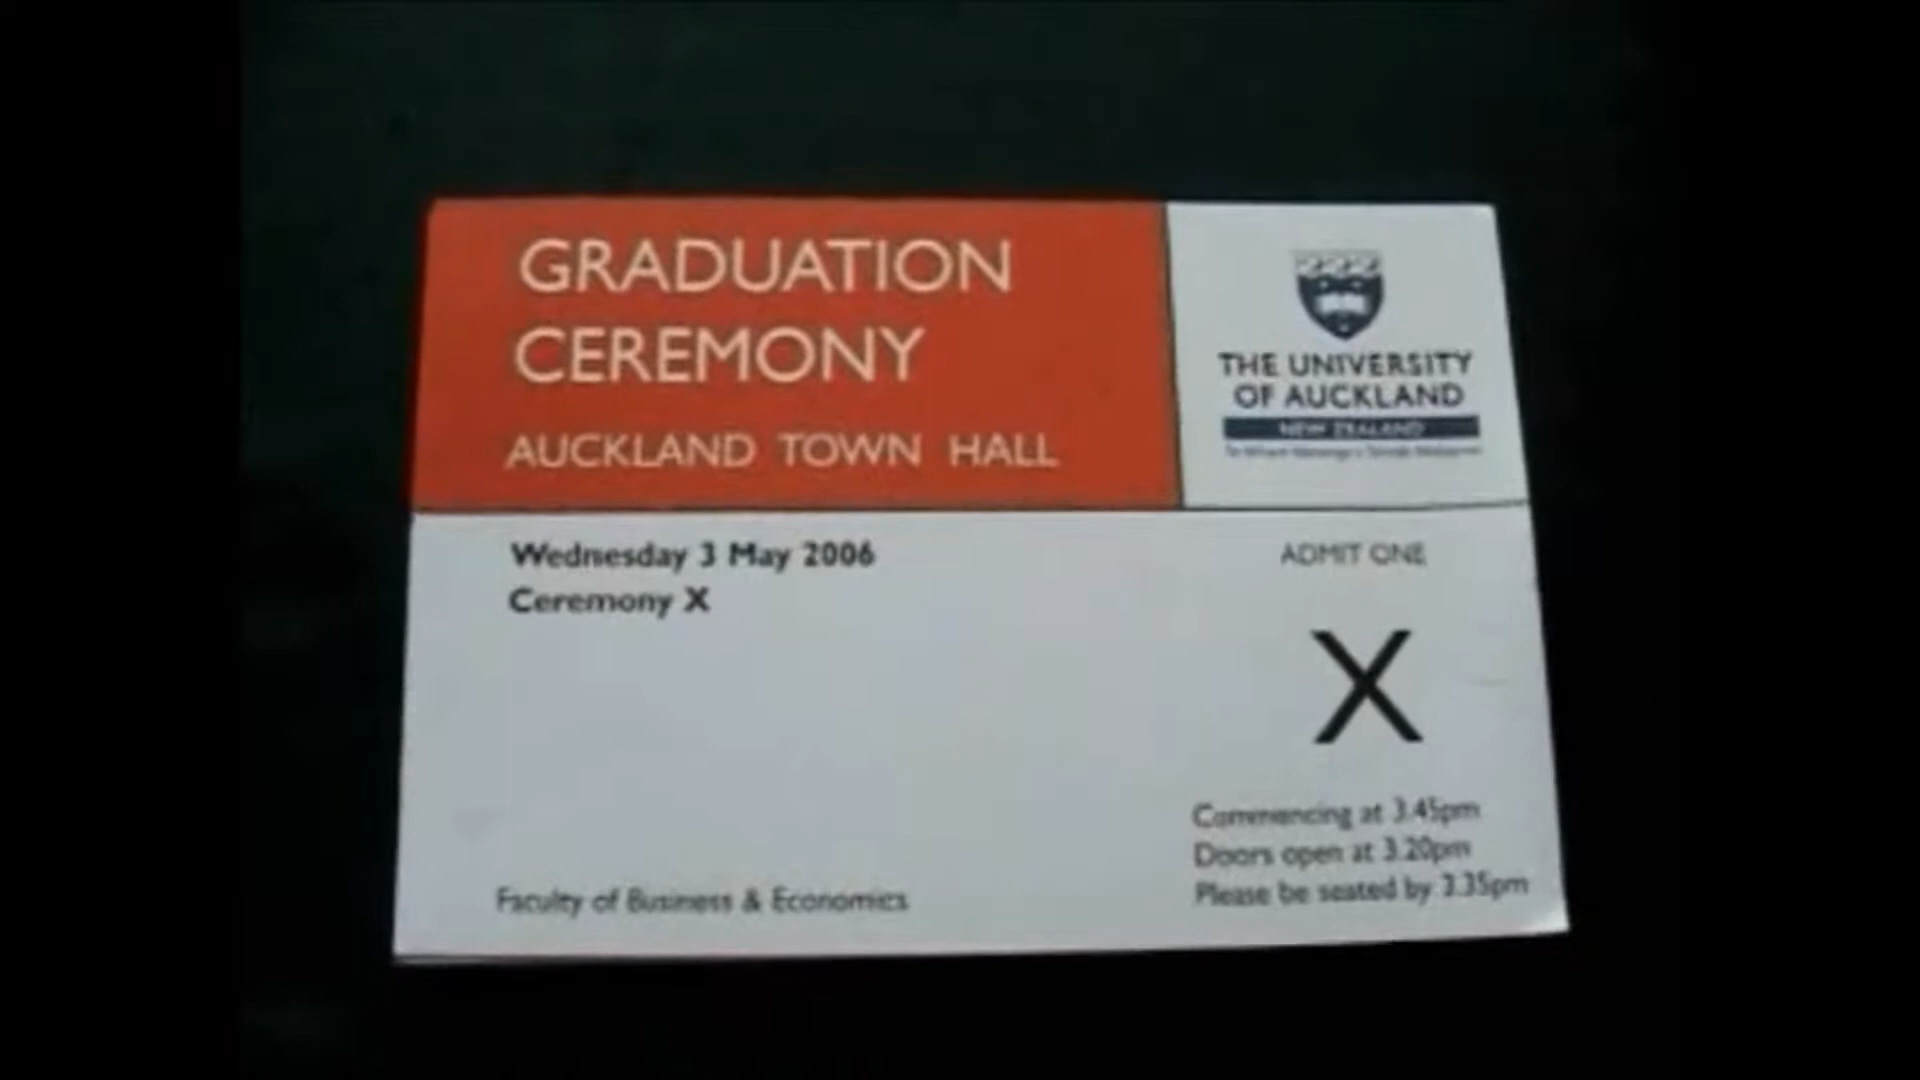 GRADUATION
CEREMONY
AUCKLAND TOWN HALL
THE UNIVERSITY
OF AUCKLAND
NEW ZEALAND
Wednesday 3 May 2006
Ceremony X
ADMIT ONE
X
Commencing at 3.45pm
Doors open at 3.20pm
Please be seated by 3.35pm
Faculty of Business & Economics